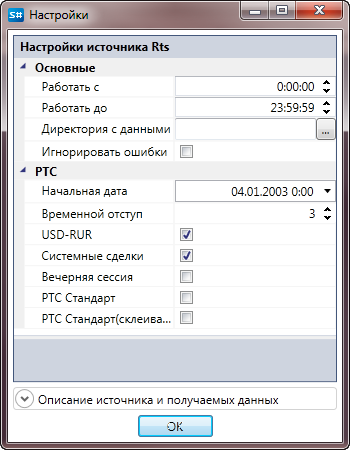 S# Настройки
Настройки источника Rts
Основные
Работать с 0:00:00
Работать до 23:59:59
Директория с данными ...
Игнорировать ошибки
РТС
Начальная дата 04.01.2003 0:00
Временной отступ 3
USD-RUR
Системные сделки
Вечерняя сессия
РТС Стандарт
РТС Стандарт(склеива...
Описание источника и получаемых данных
OK